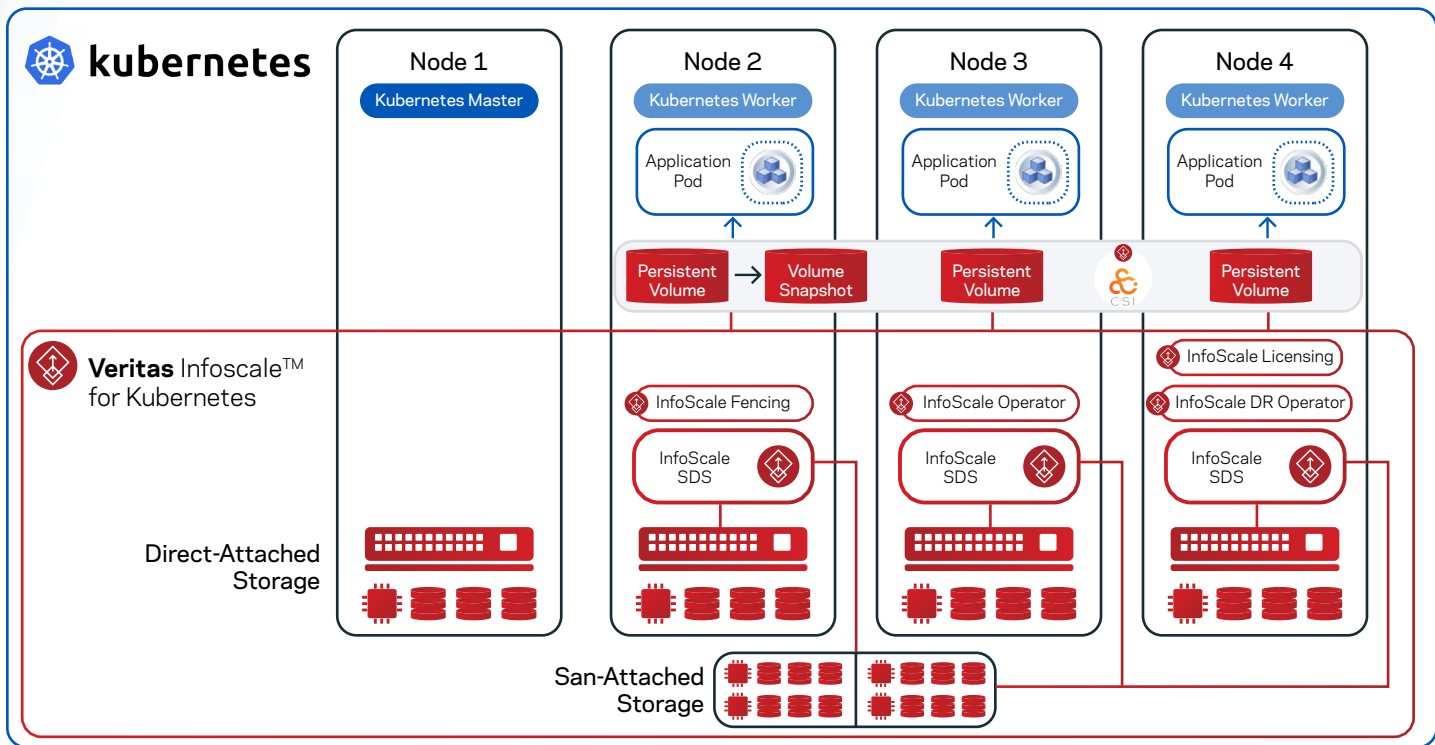 kubernetes
Node 1
Kubernetes Master
Node 2
Kubernetes Worker
Application
Pod
Node 3
Kubernetes Worker
Application
Pod
Node 4
Kubernetes Worker
Application
Pod
Persistent
Volume
Volume
Snapshot
Persistent
Volume
CSI
Persistent
Volume
Veritas Infoscale™
for Kubernetes
InfoScale Fencing
InfoScale
SDS
InfoScale Operator
InfoScale
SDS
InfoScale Licensing
InfoScale DR Operator
InfoScale
SDS
Direct-Attached
Storage
San-Attached
Storage